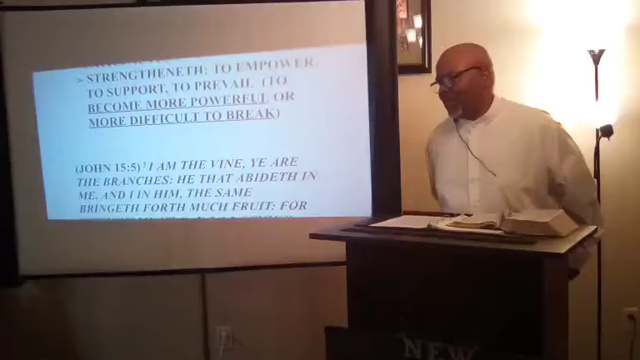 ➢STRENGTHENETH: TO EMPOWER,
TO SUPPORT, TO PREVAIL (TO
BECOME MORE POWERFUL OR
MORE DIFFICULT TO BREAK)
(JOHN 15:5) ⁵ I AM THE VINE, YE ARE
THE BRANCHES: HE THAT ABIDETH IN
ME, AND I IN HIM, THE SAME
BRINGETH FORTH MUCH FRUIT: FOR
NEW